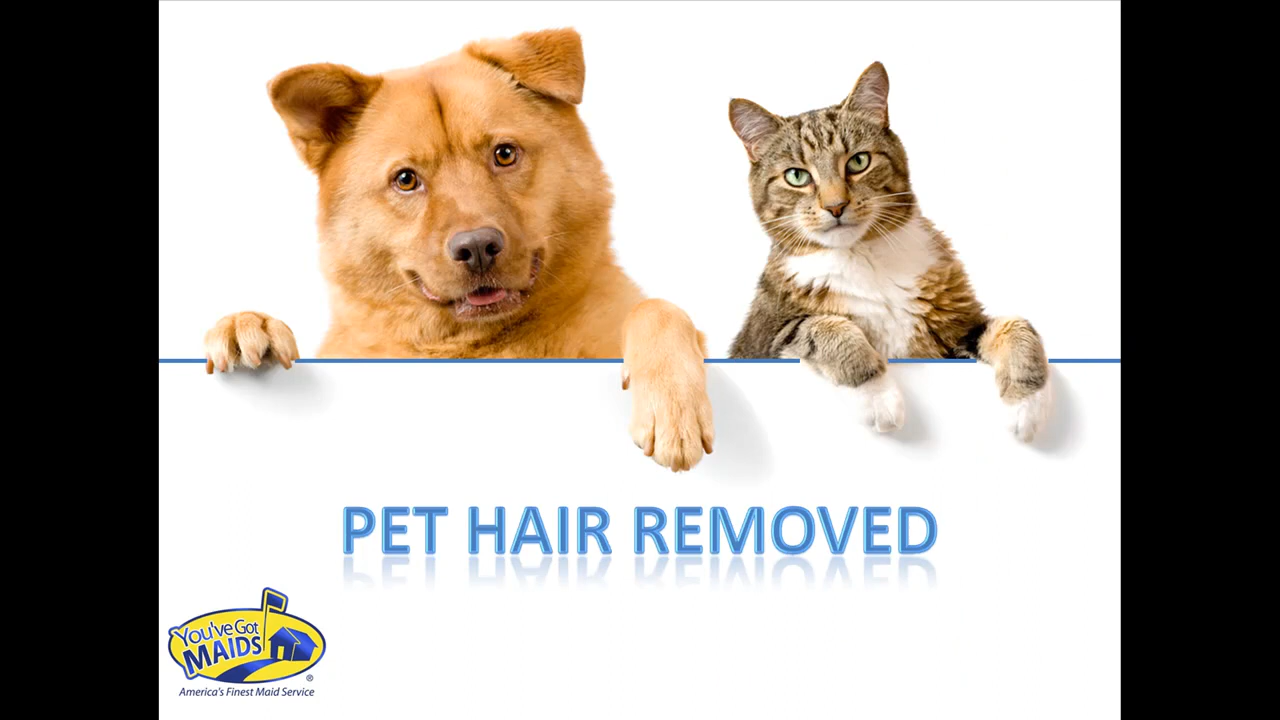 PET HAIR REMOVED
You've Got
MAIDS
®
America's Finest Maid Service